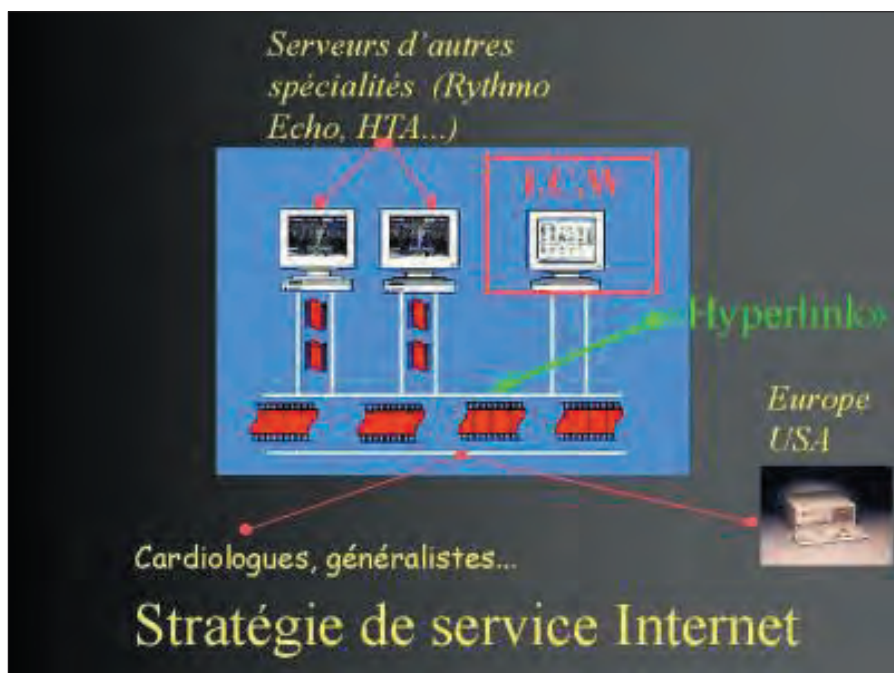 Serveurs d'autres
spécialités (Rythmo
Echo, HTA...)
«Hyperlink»
Europe
USA
Cardiologues, généralistes...
Stratégie de service Internet